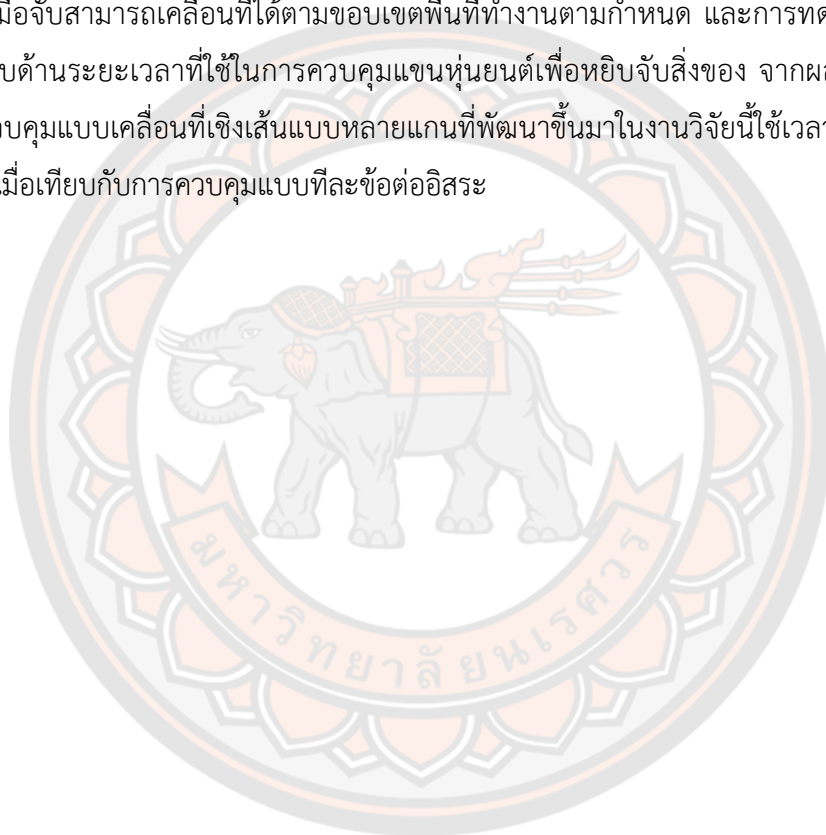 มือจับสามารถเคลื่อนที่ได้ตามขอบเขตพื้นที่ทำงานตามกำหนด และการทด
บด้านระยะเวลาที่ใช้ในการควบคุมแขนหุ่นยนต์เพื่อหยิบจับสิ่งของ จากผล
วบคุมแบบเคลื่อนที่เชิงเส้นแบบหลายแกนที่พัฒนาขึ้นมาในงานวิจัยนี้ใช้เวลา
เมื่อเทียบกับการควบคุมแบบทีละข้อต่ออิสระ
มหาวิทยาลัยนเรศวร